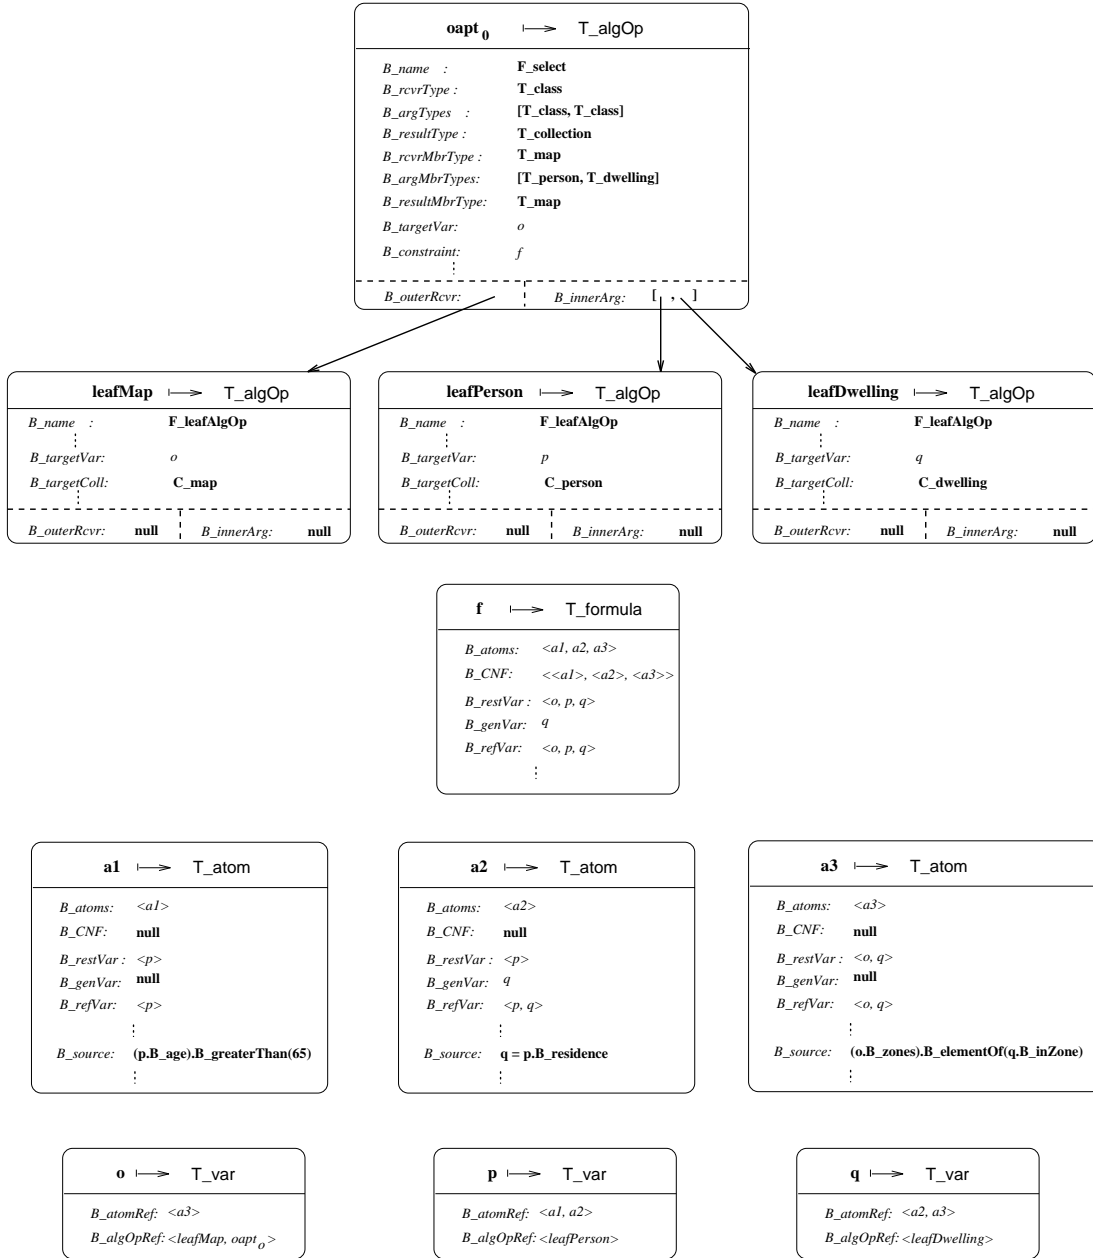 oapt0 ⟼ T_algOp
B_name : F_select
B_rcvrType : T_class
B_argTypes : [T_class, T_class]
B_resultType : T_collection
B_rcvrMbrType : T_map
B_argMbrTypes: [T_person, T_dwelling]
B_resultMbrType: T_map
B_targetVar: o
B_constraint: f
B_outerRcvr: B_innerArg: [ , ]
leafMap ⟼ T_algOp
B_name : F_leafAlgOp
B_targetVar: o
B_targetColl: C_map
B_outerRcvr: null B_innerArg: null
leafPerson ⟼ T_algOp
B_name : F_leafAlgOp
B_targetVar: p
B_targetColl: C_person
B_outerRcvr: null B_innerArg: null
leafDwelling ⟼ T_algOp
B_name : F_leafAlgOp
B_targetVar: q
B_targetColl: C_dwelling
B_outerRcvr: null B_innerArg: null
f ⟼ T_formula
B_atoms: <a1, a2, a3>
B_CNF: <<a1>, <a2>, <a3>>
B_restVar : <o, p, q>
B_genVar: q
B_refVar: <o, p, q>
a1 ⟼ T_atom
B_atoms: <a1>
B_CNF: null
B_restVar : <p>
B_genVar: null
B_refVar: <p>
B_source: (p.B_age).B_greaterThan(65)
a2 ⟼ T_atom
B_atoms: <a2>
B_CNF: null
B_restVar : <p>
B_genVar: q
B_refVar: <p, q>
B_source: q = p.B_residence
a3 ⟼ T_atom
B_atoms: <a3>
B_CNF: null
B_restVar : <o, q>
B_genVar: null
B_refVar: <o, q>
B_source: (o.B_zones).B_elementOf(q.B_inZone)
o ⟼ T_var
B_atomRef: <a3>
B_algOpRef: <leafMap, oapt0>
p ⟼ T_var
B_atomRef: <a1, a2>
B_algOpRef: <leafPerson>
q ⟼ T_var
B_atomRef: <a2, a3>
B_algOpRef: <leafDwelling>